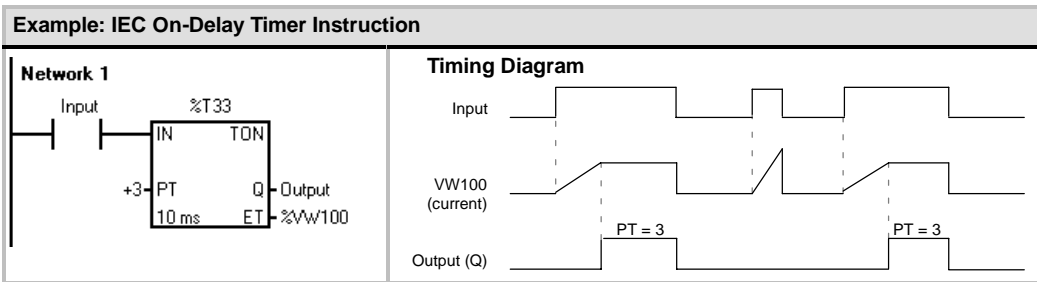 Example: IEC On-Delay Timer Instruction
Network 1
Input
%T33
IN TON
+3 PT Q Output
10 ms ET %VW100
Timing Diagram
Input
VW100
(current)
PT = 3 PT = 3
Output (Q)